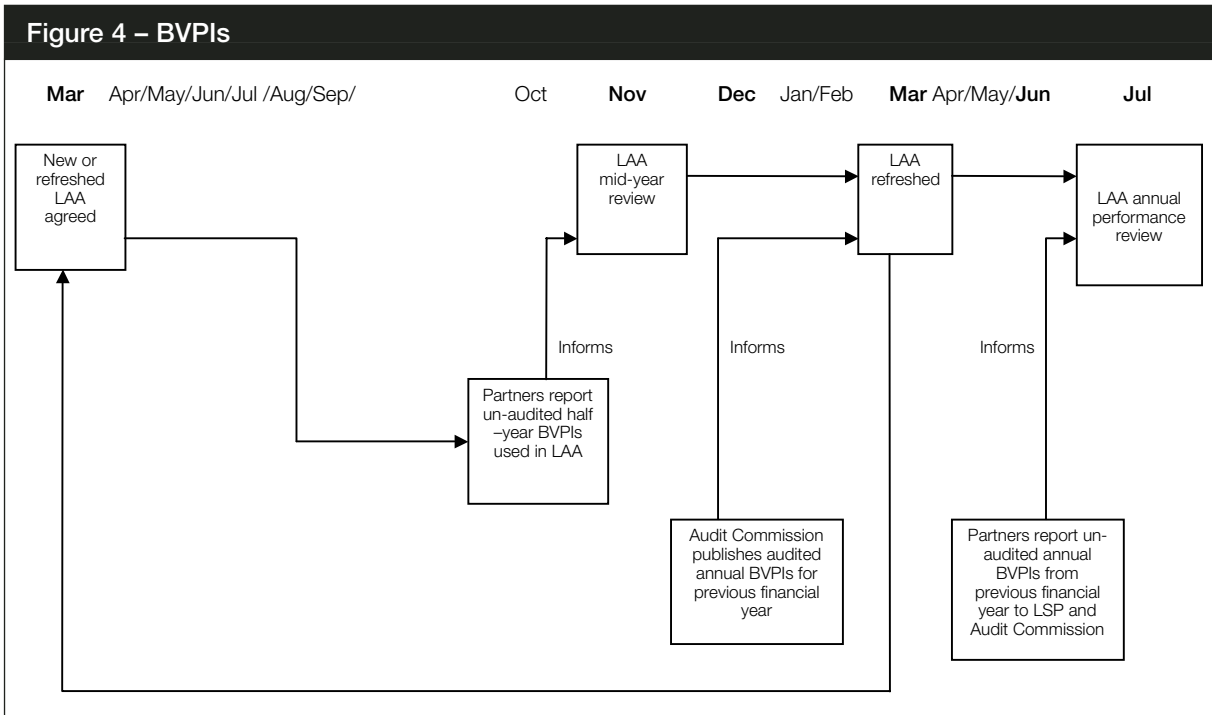 Figure 4 – BVPIs
Mar Apr/May/Jun/Jul /Aug/Sep/ Oct Nov Dec Jan/Feb Mar Apr/May/Jun Jul
New or
refreshed
LAA
agreed
LAA
mid-year
review
LAA
refreshed
LAA annual
performance
review
Informs
Informs
Informs
Partners report
un-audited half
–year BVPIs
used in LAA
Audit Commission
publishes audited
annual BVPIs for
previous financial
year
Partners report un-
audited annual
BVPIs from
previous financial
year to LSP and
Audit Commission